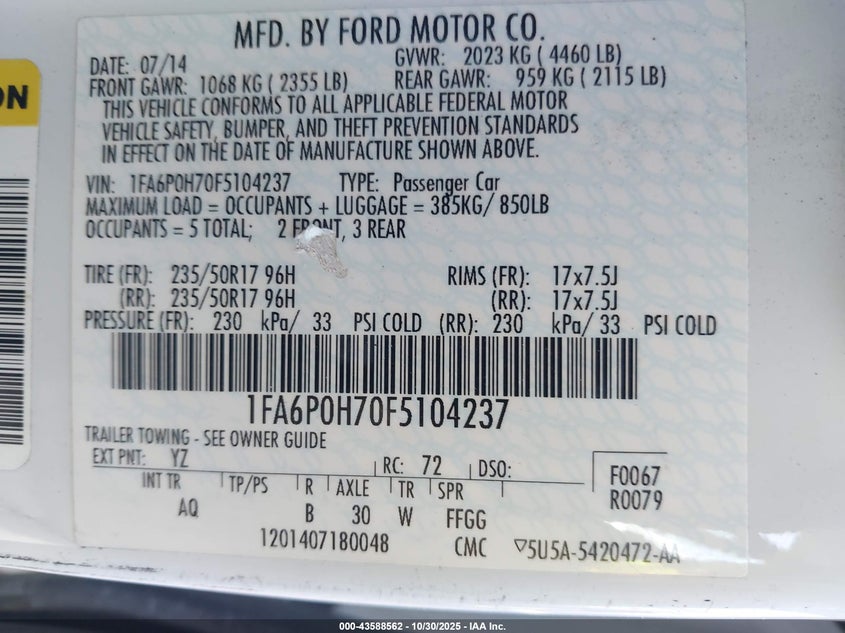 MFD. BY FORD MOTOR CO.
DATE: 07/14 GVWR: 2023 KG ( 4460 LB)
FRONT GAWR: 1068 KG ( 2355 LB) REAR GAWR: 959 KG ( 2115 LB)
THIS VEHICLE CONFORMS TO ALL APPLICABLE FEDERAL MOTOR
VEHICLE SAFETY, BUMPER, AND THEFT PREVENTION STANDARDS
IN EFFECT ON THE DATE OF MANUFACTURE SHOWN ABOVE.
VIN: 1FA6P0H70F5104237 TYPE: Passenger Car
MAXIMUM LOAD = OCCUPANTS + LUGGAGE = 385KG/ 850LB
OCCUPANTS = 5 TOTAL; 2 FRONT, 3 REAR
TIRE (FR): 235/50R17 96H RIMS (FR): 17x7.5J
(RR): 235/50R17 96H (RR): 17x7.5J
PRESSURE (FR): 230 kPa/ 33 PSI COLD (RR): 230 kPa/ 33 PSI COLD
1FA6P0H70F5104237
TRAILER TOWING - SEE OWNER GUIDE
EXT PNT: YZ RC: 72 DSO: F0067
INT TR TP/PS R AXLE TR SPR R0079
AQ B 30 W FFGG
1201407180048 CMC ▽5U5A-5420472-AA
ON
000-43588562 - 10/30/2025 - IAA Inc.